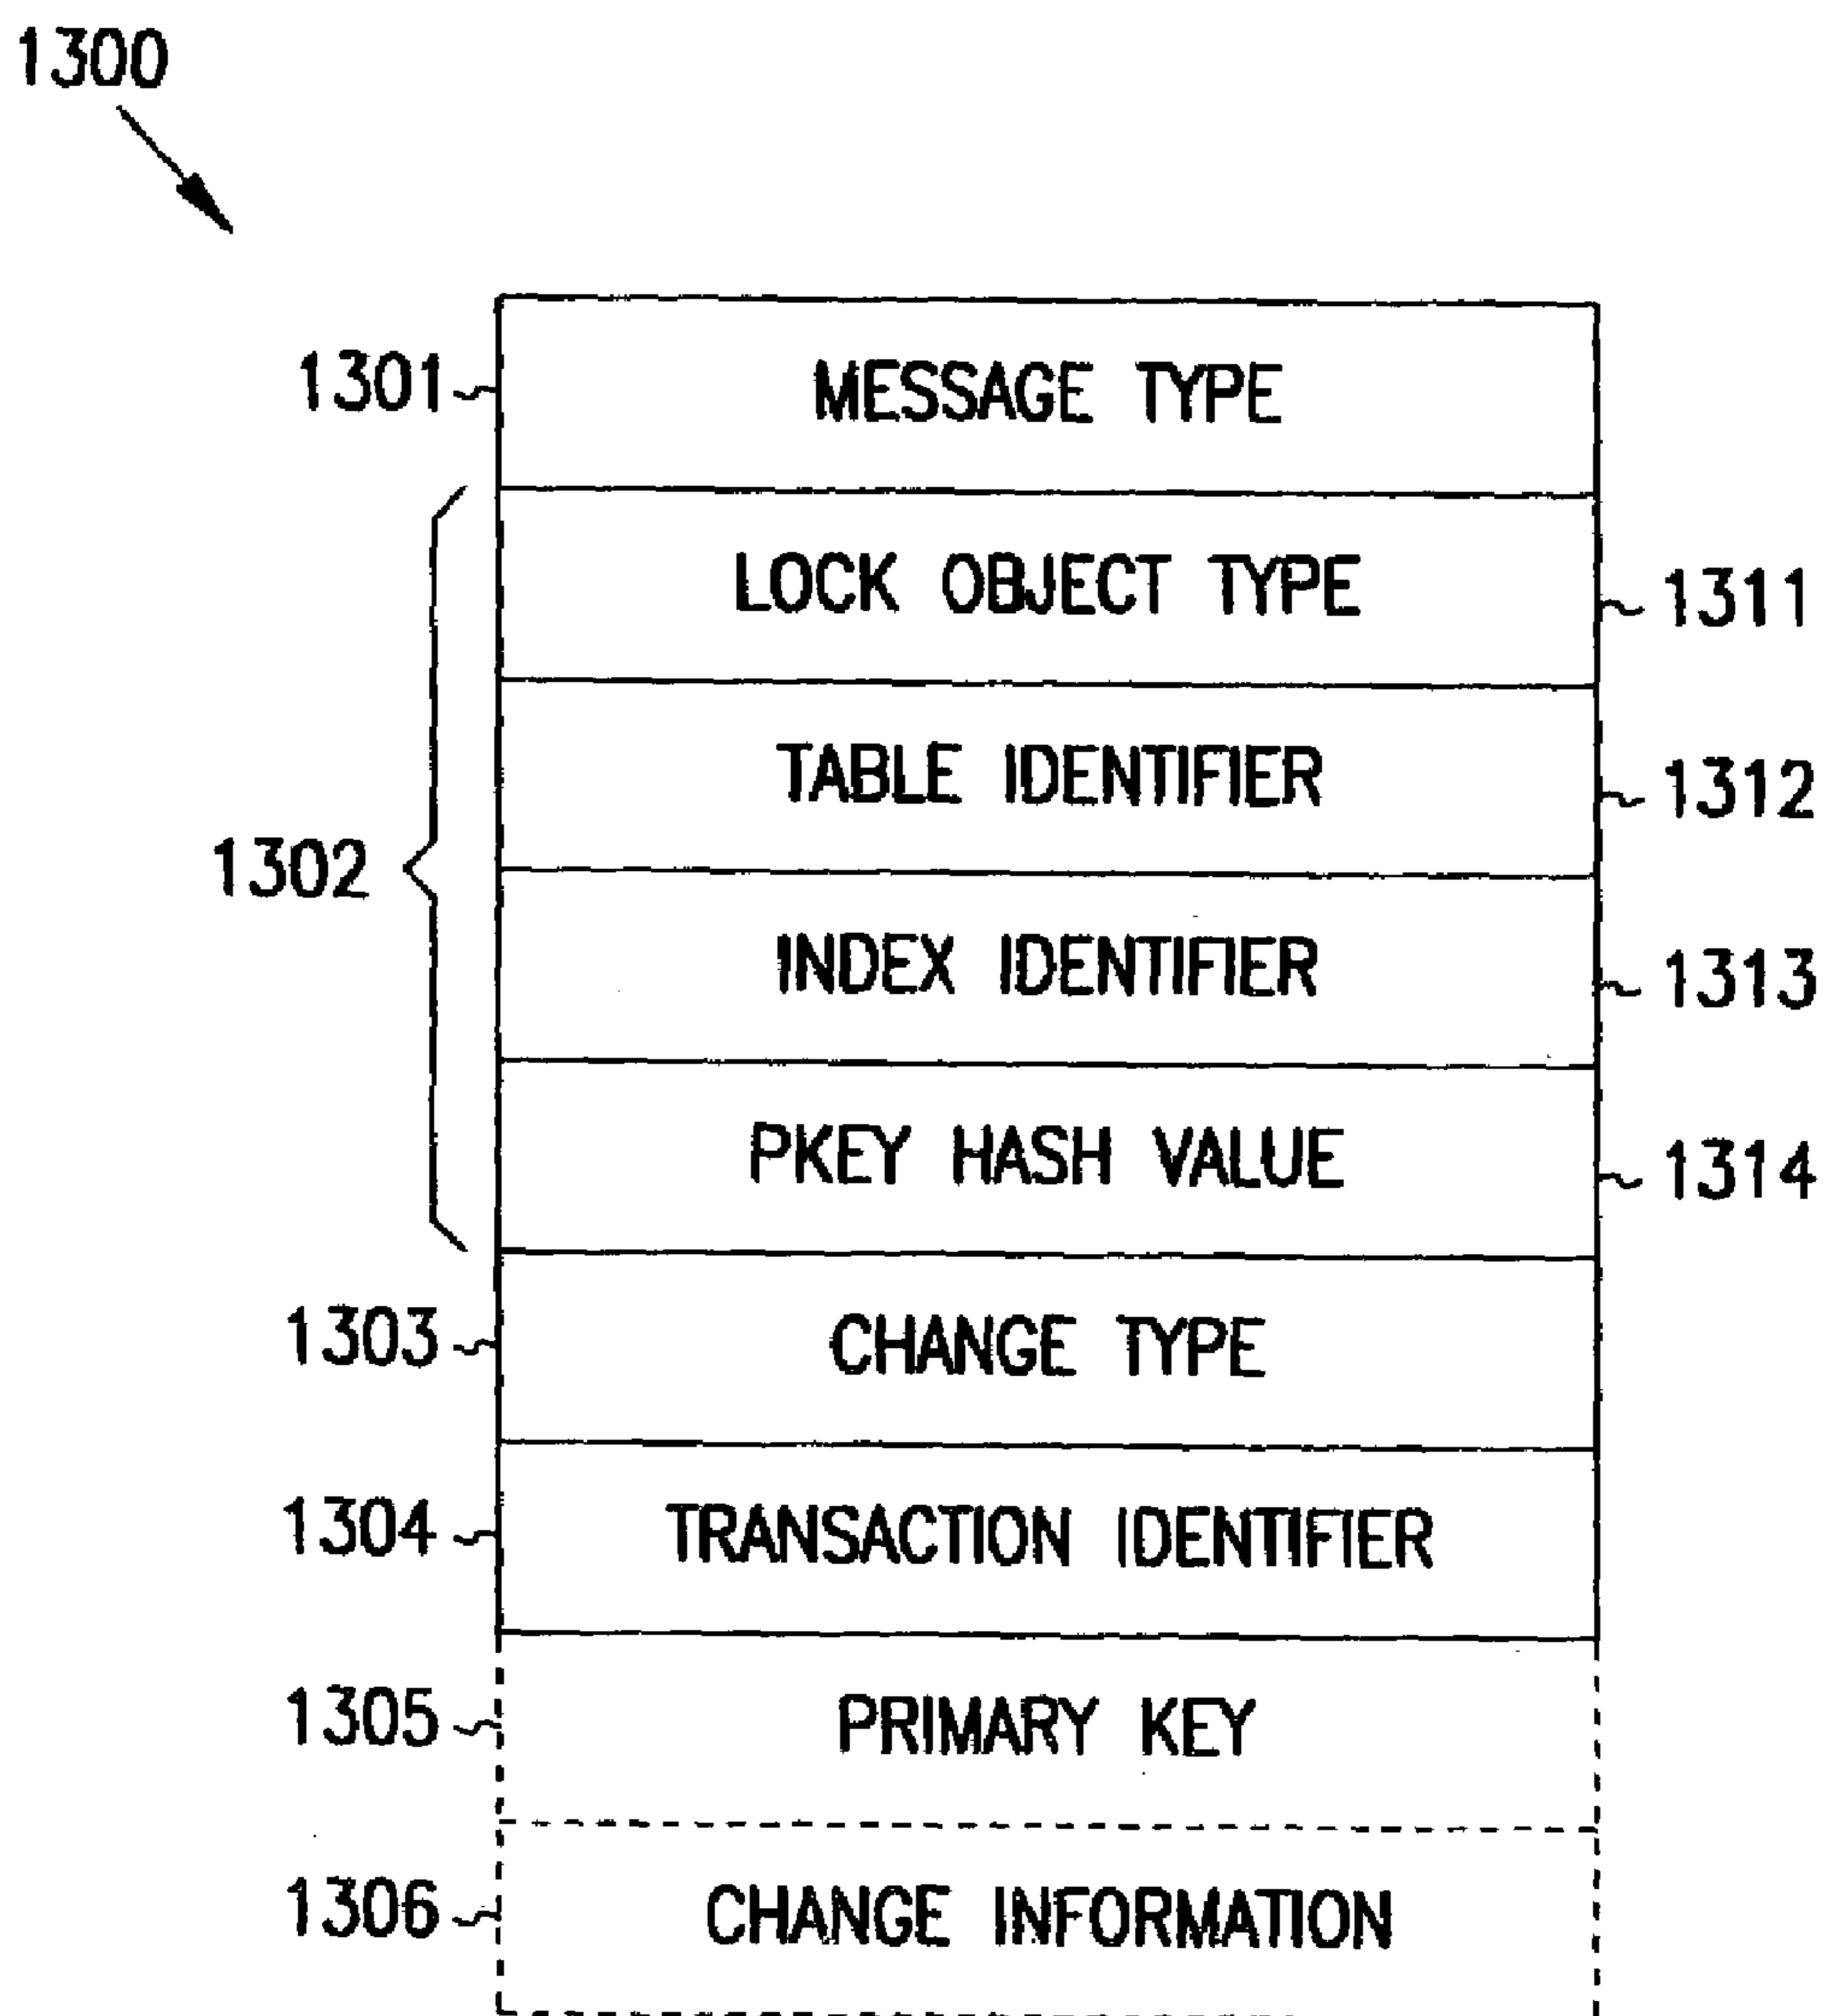 1300
1301 MESSAGE TYPE
LOCK OBJECT TYPE 1311
TABLE IDENTIFIER 1312
1302
INDEX IDENTIFIER 1313
PKEY HASH VALUE 1314
1303 CHANGE TYPE
1304 TRANSACTION IDENTIFIER
1305 PRIMARY KEY
1306 CHANGE INFORMATION